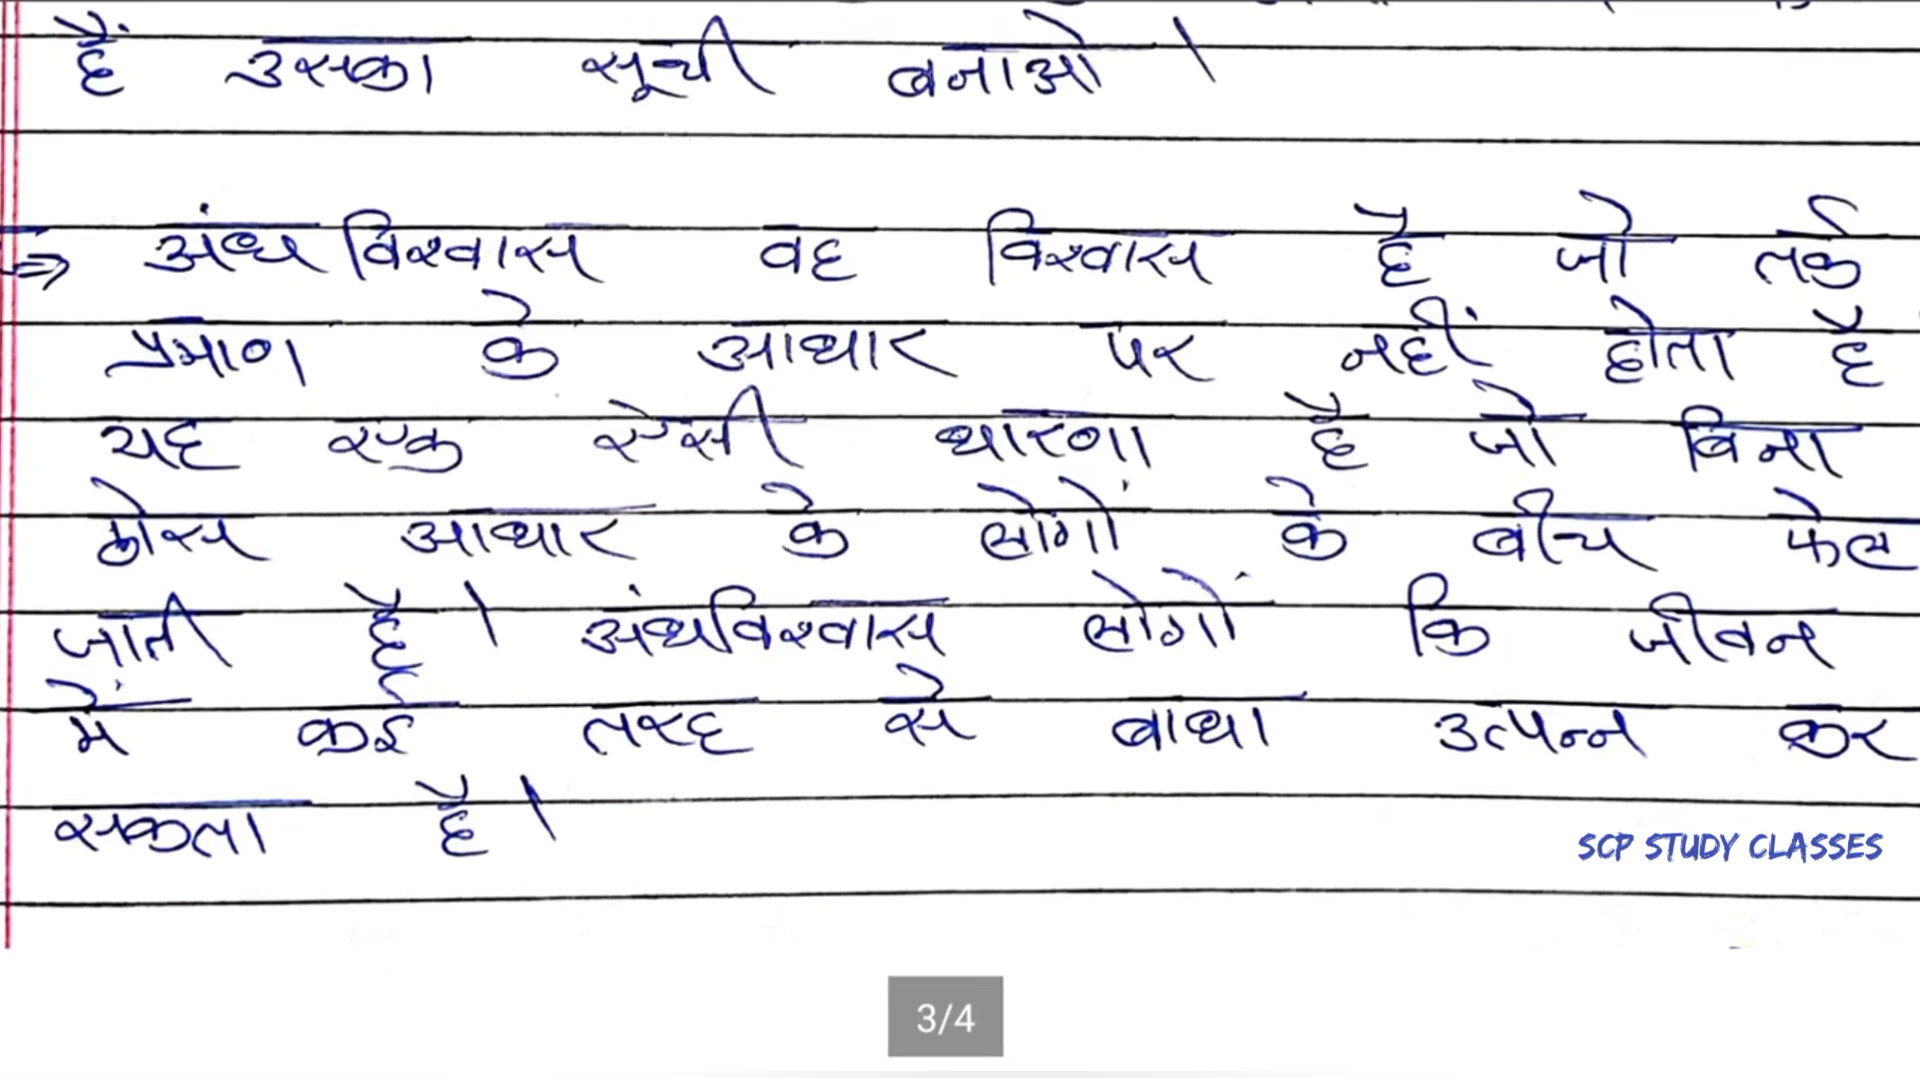 हैं उसका सूची बनाओ ।
⇒ अंधविश्वास वह विश्वास है जो तर्क
प्रमाण के आधार पर नहीं होता है
यह एक ऐसी धारणा है जो बिना
ठोस आधार के लोगों के बीच फेल
जाती है । अंधविश्वास लोगों कि जीवन
में कई तरह से बाधा उत्पन्न कर
सकता है ।
SCP STUDY CLASSES
3/4